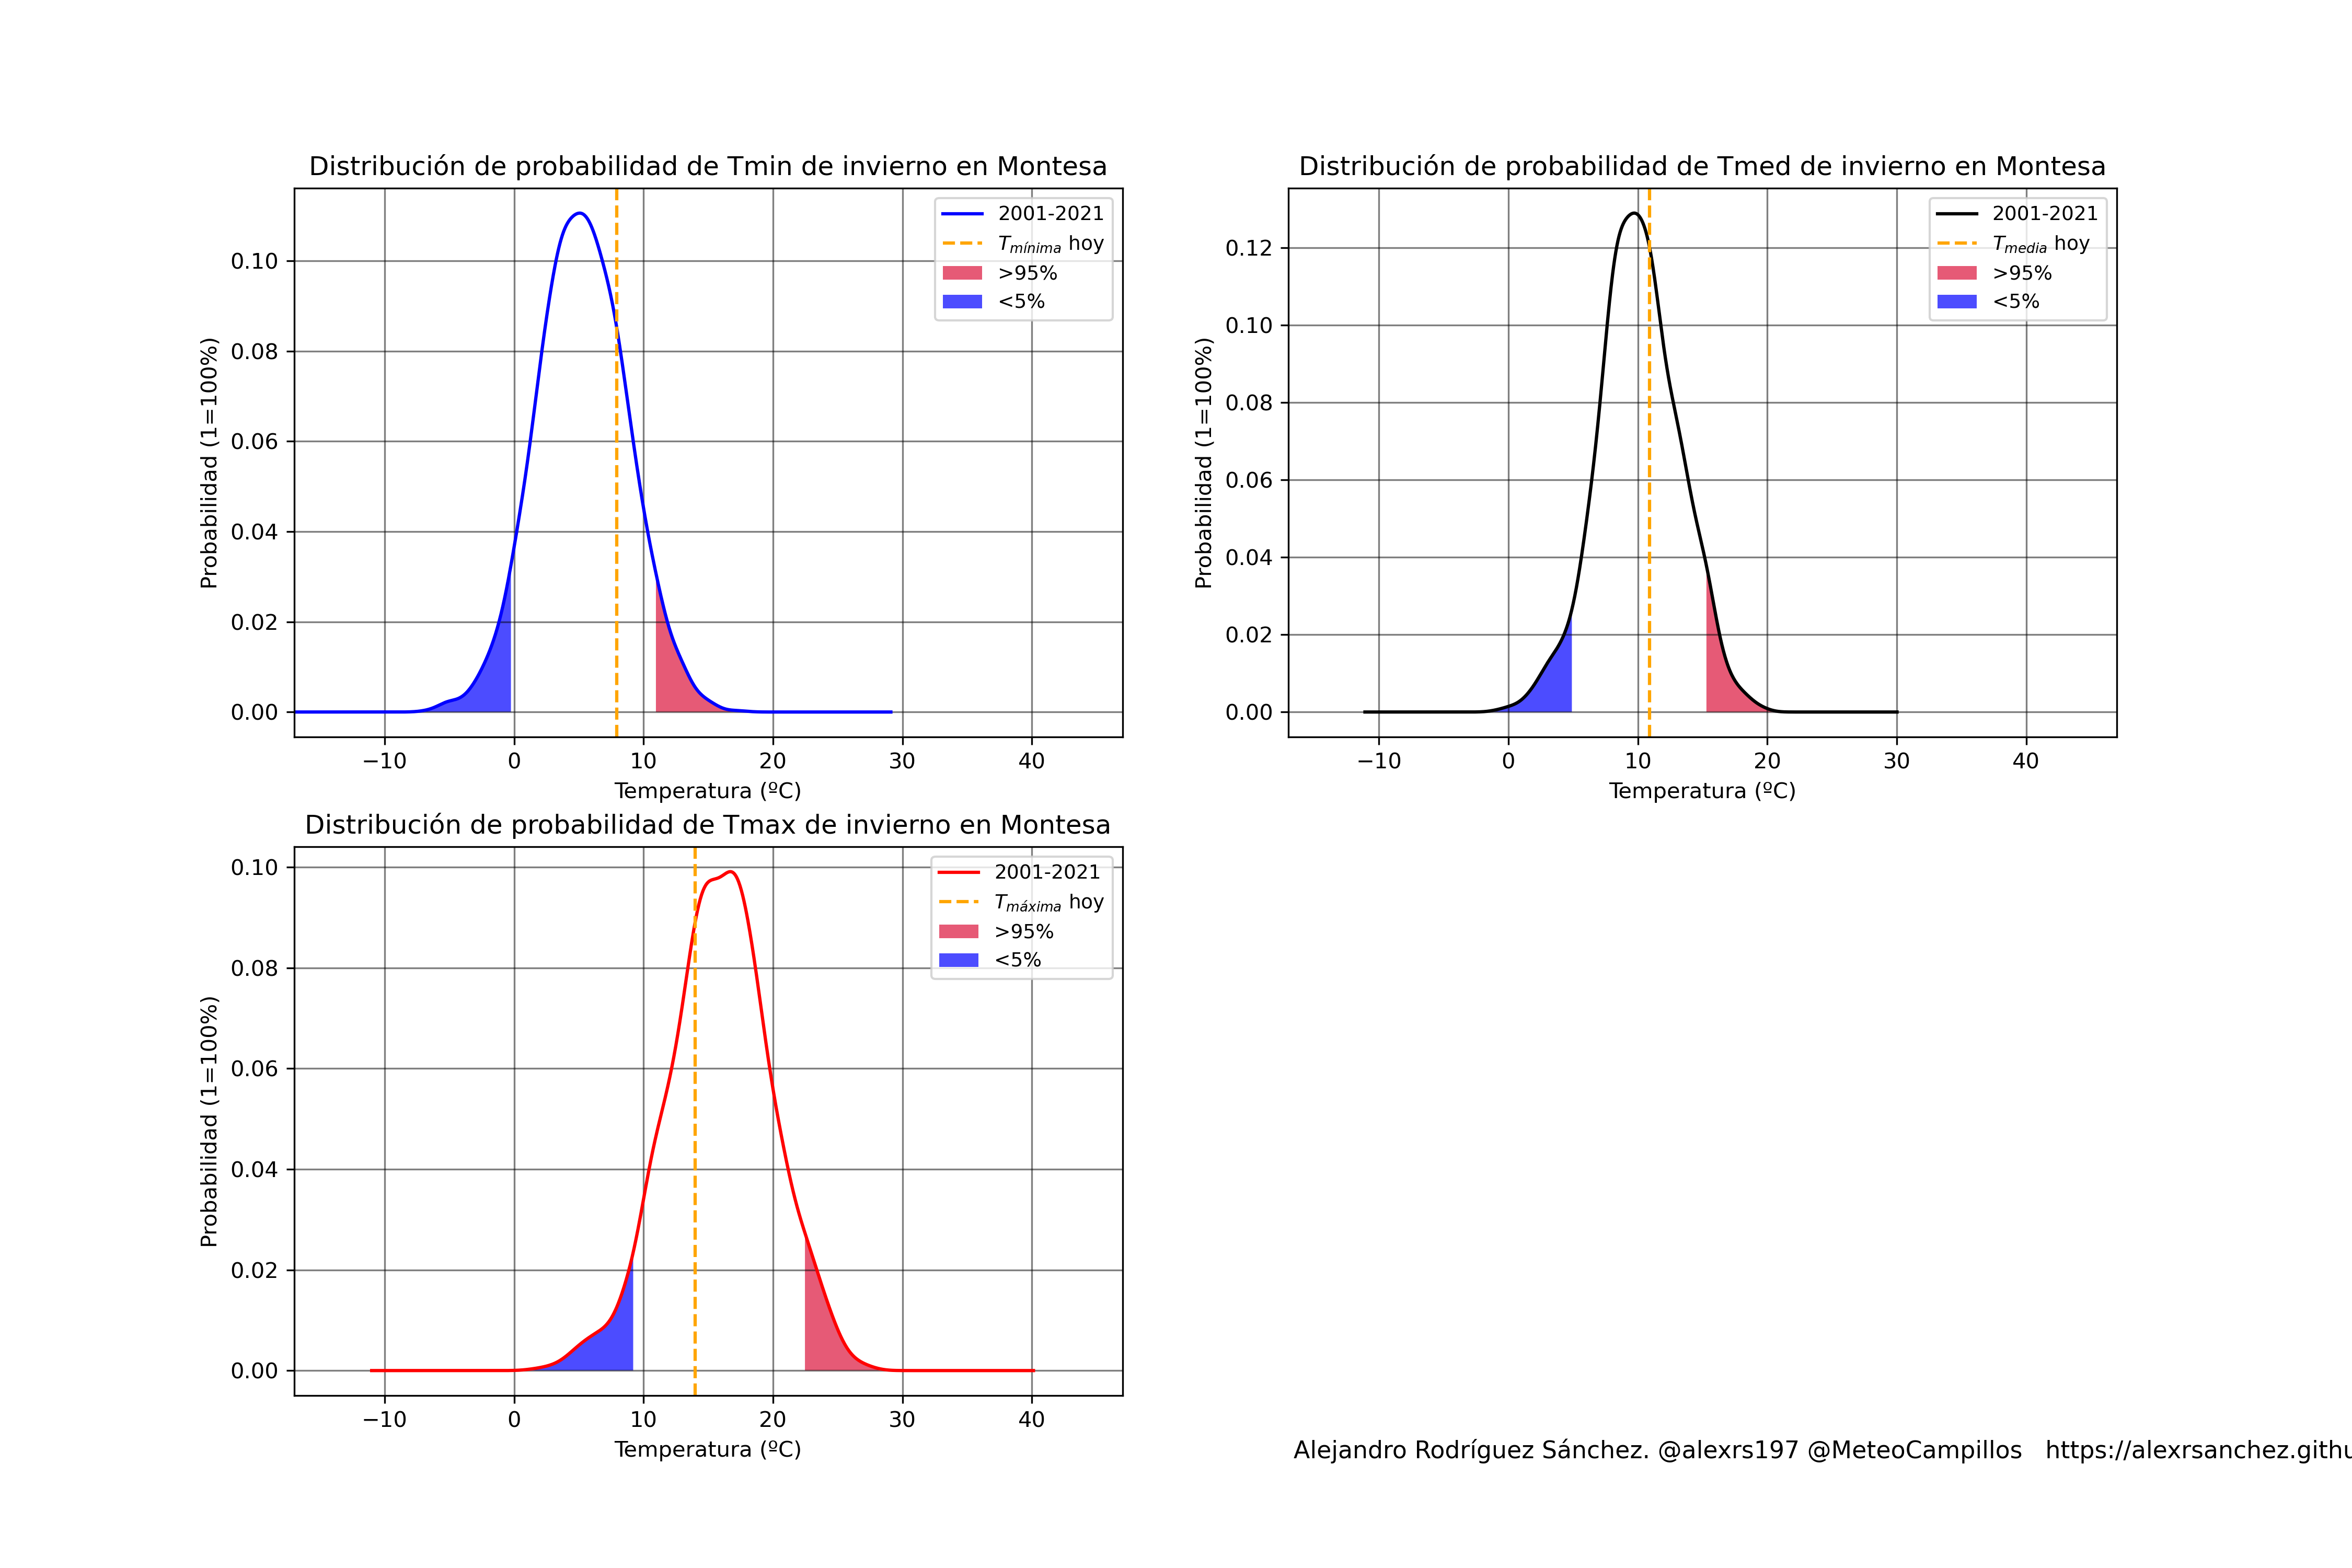 Distribución de probabilidad de Tmin de invierno en Montesa
2001-2021
Tmínima hoy
>95%
<5%
Probabilidad (1=100%)
0.10
0.08
0.06
0.04
0.02
0.00
−10 0 10 20 30 40
Temperatura (ºC)
Distribución de probabilidad de Tmed de invierno en Montesa
2001-2021
Tmedia hoy
>95%
<5%
Probabilidad (1=100%)
0.12
0.10
0.08
0.06
0.04
0.02
0.00
−10 0 10 20 30 40
Temperatura (ºC)
Distribución de probabilidad de Tmax de invierno en Montesa
2001-2021
Tmáxima hoy
>95%
<5%
Probabilidad (1=100%)
0.10
0.08
0.06
0.04
0.02
0.00
−10 0 10 20 30 40
Temperatura (ºC)
Alejandro Rodríguez Sánchez. @alexrs197 @MeteoCampillos https://alexrsanchez.githu